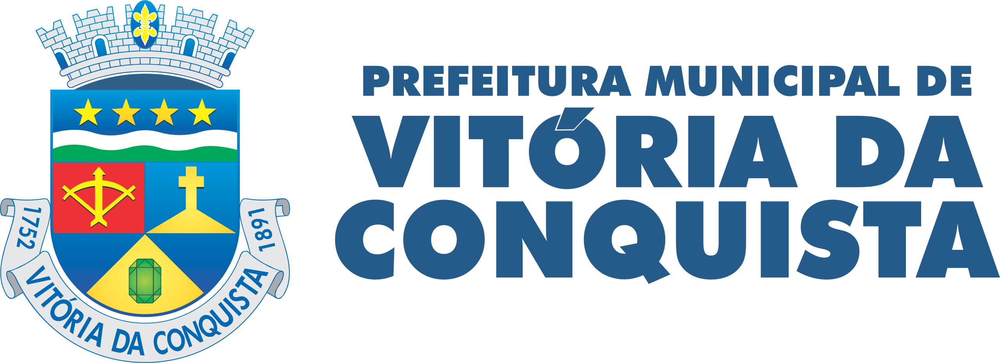 1752
1891
VITÓRIA DA CONQUISTA
PREFEITURA MUNICIPAL DE
VITÓRIA DA
CONQUISTA